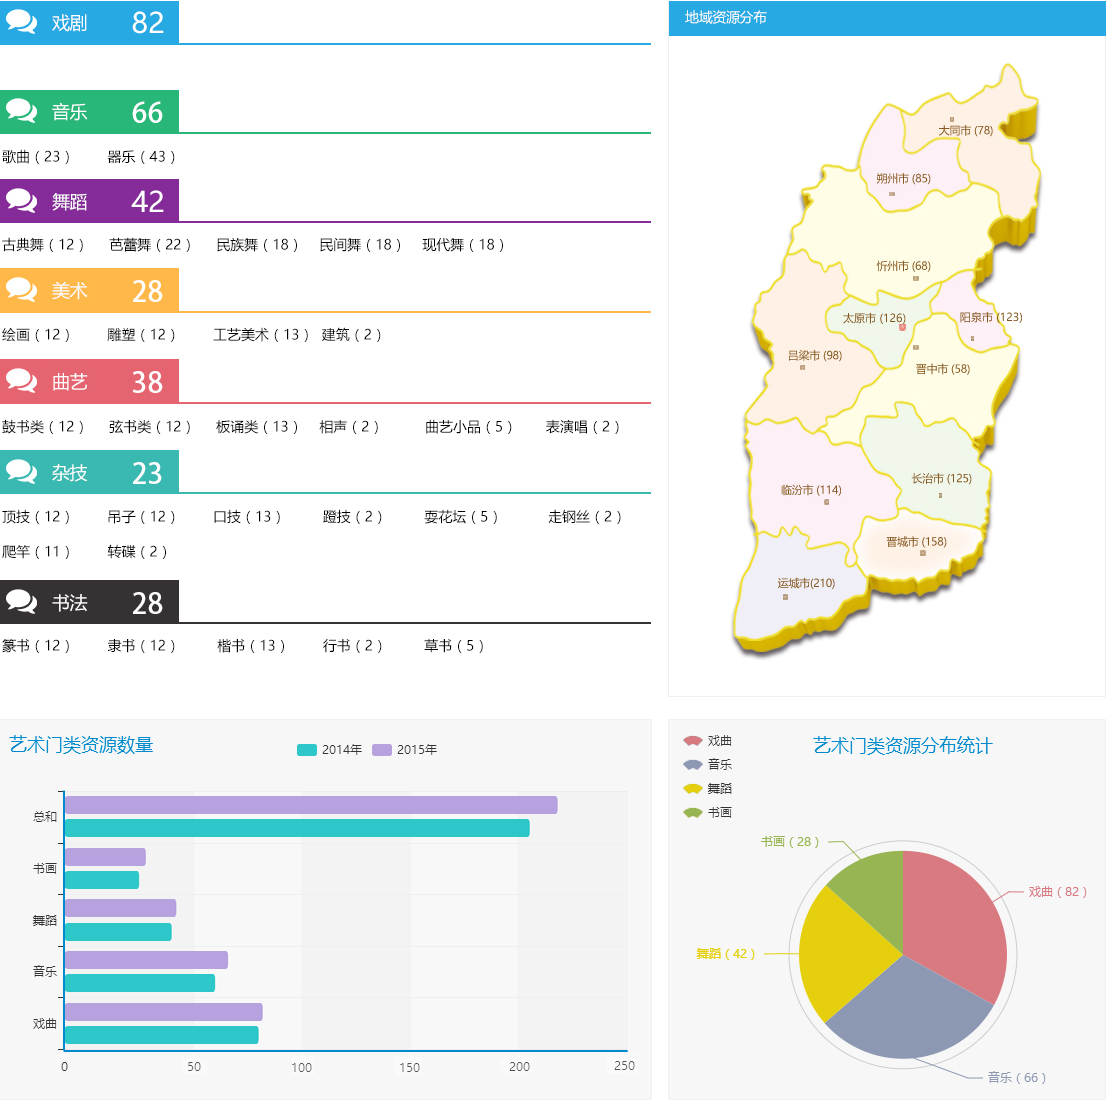 戏剧 82
音乐 66
歌曲（23） 器乐（43）
舞蹈 42
古典舞（12） 芭蕾舞（22） 民族舞（18） 民间舞（18） 现代舞（18）
美术 28
绘画（12） 雕塑（12） 工艺美术（13） 建筑（2）
曲艺 38
鼓书类（12） 弦书类（12） 板诵类（13） 相声（2） 曲艺小品（5） 表演唱（2）
杂技 23
顶技（12） 吊子（12） 口技（13） 蹬技（2） 耍花坛（5） 走钢丝（2）
爬竿（11） 转碟（2）
书法 28
篆书（12） 隶书（12） 楷书（13） 行书（2） 草书（5）
地域资源分布
大同市 (78)
朔州市 (85)
忻州市 (68)
太原市 (126)
阳泉市 (123)
吕梁市 (98)
晋中市 (58)
长治市 (125)
临汾市 (114)
晋城市 (158)
运城市(210)
艺术门类资源数量
2014年 2015年
总和
书画
舞蹈
音乐
戏曲
0 50 100 150 200 250
艺术门类资源分布统计
戏曲
音乐
舞蹈
书画
书画（28）
戏曲（82）
舞蹈（42）
音乐（66）